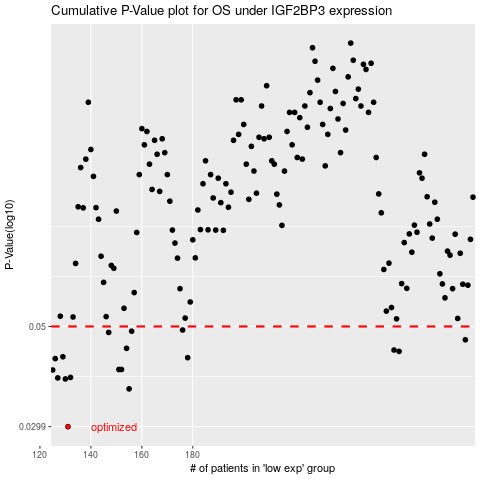 Cumulative P-Value plot for OS under IGF2BP3 expression
P-Value(log10)
0.05
0.0299
optimized
120 140 160 180
# of patients in 'low exp' group